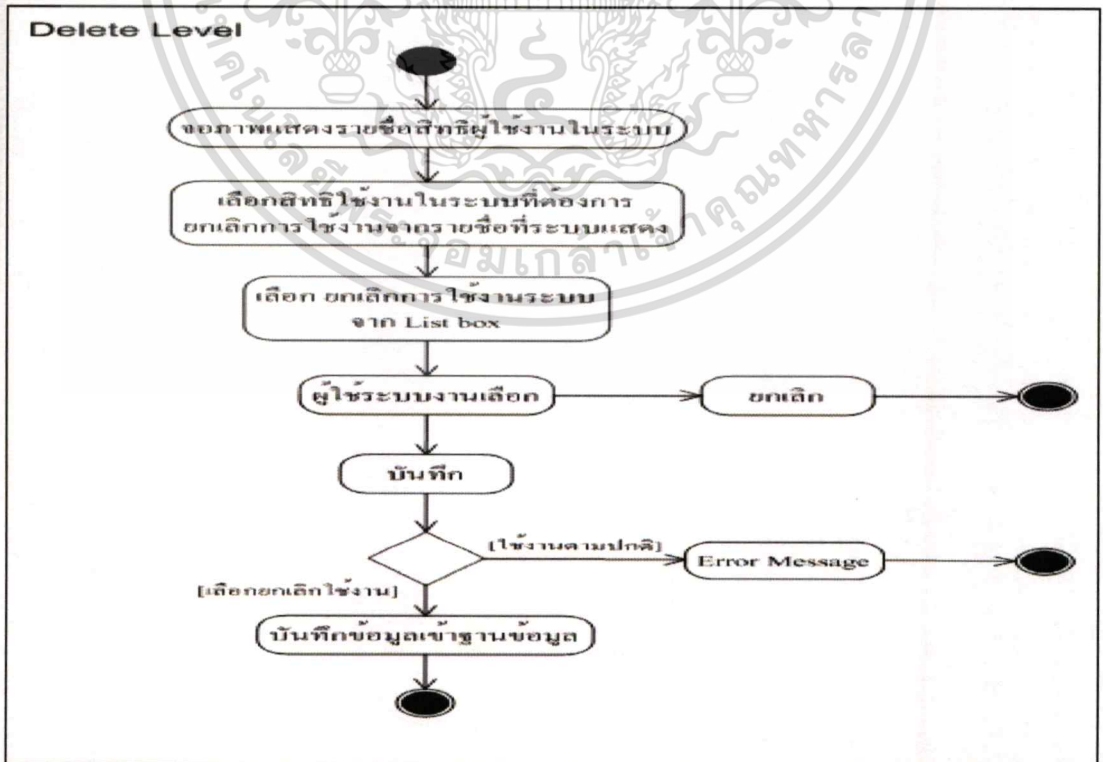 Delete Level
จอภาพแสดงรายชื่อสิทธิผู้ใช้งานในระบบ
เลือกสิทธิใช้งานในระบบที่ต้องการ
ยกเลิกการใช้งานจากรายชื่อที่ระบบแสดง
เลือก ยกเลิกการใช้งานระบบ
จาก List box
ผู้ใช้ระบบงานเลือก
ยกเลิก
บันทึก
[ใช้งานตามปกติ]
Error Message
[เลือกยกเลิกใช้งาน]
บันทึกข้อมูลเข้าฐานข้อมูล